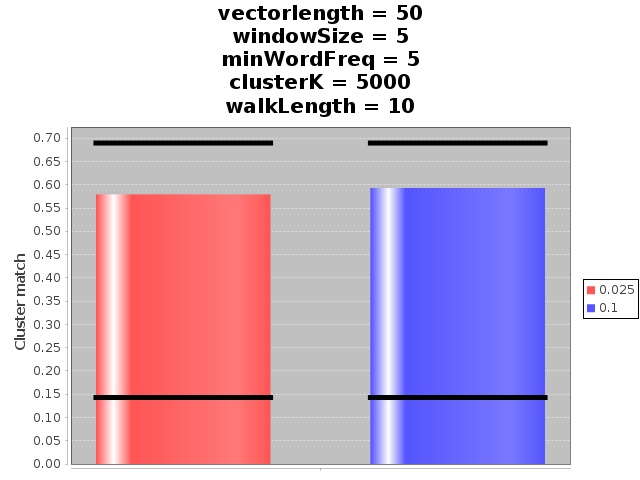 vectorlength = 50
windowSize = 5
minWordFreq = 5
clusterK = 5000
walkLength = 10
0.70
0.65
0.60
0.55
0.50
0.45
0.40
0.35
0.30
0.25
0.20
0.15
0.10
0.05
0.00
Cluster match
0.025
0.1